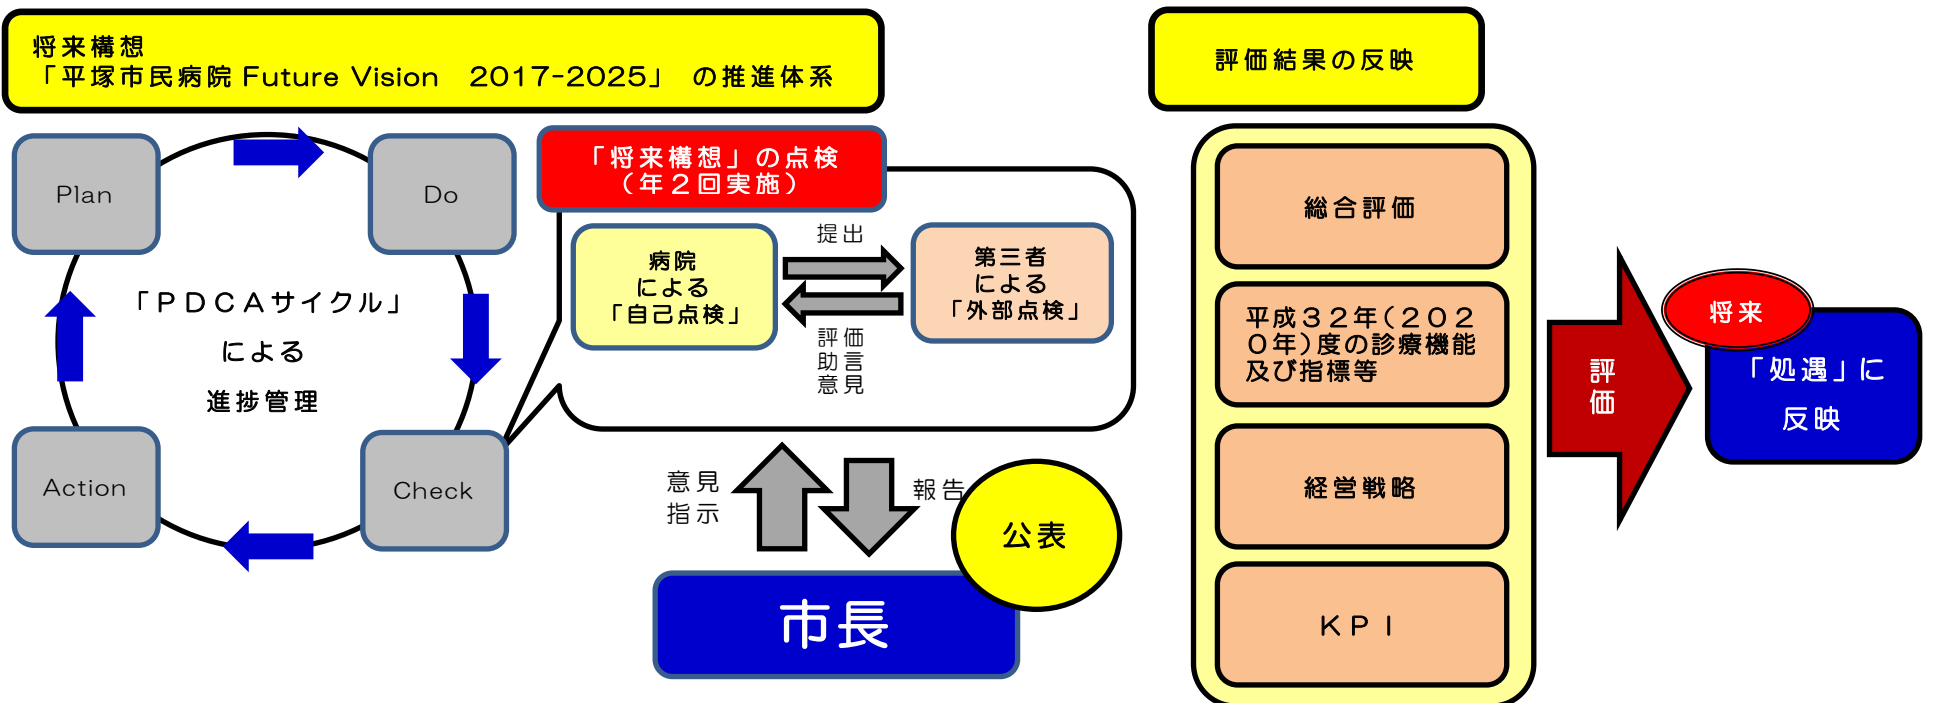 将来構想
「平塚市民病院 Future Vision　2017-2025」 の推進体系
Plan
Do
「ＰＤＣＡサイクル」
による
進捗管理
Action
Check
「将来構想」の点検
（年２回実施）
病院
による
「自己点検」
提出
評価
助言
意見
第三者
による
「外部点検」
意見
指示
報告
公表
市長
評価結果の反映
総合評価
平成３２年（２０２
０年）度の診療機能
及び指標等
経営戦略
ＫＰＩ
評
価
将来
「処遇」に
反映